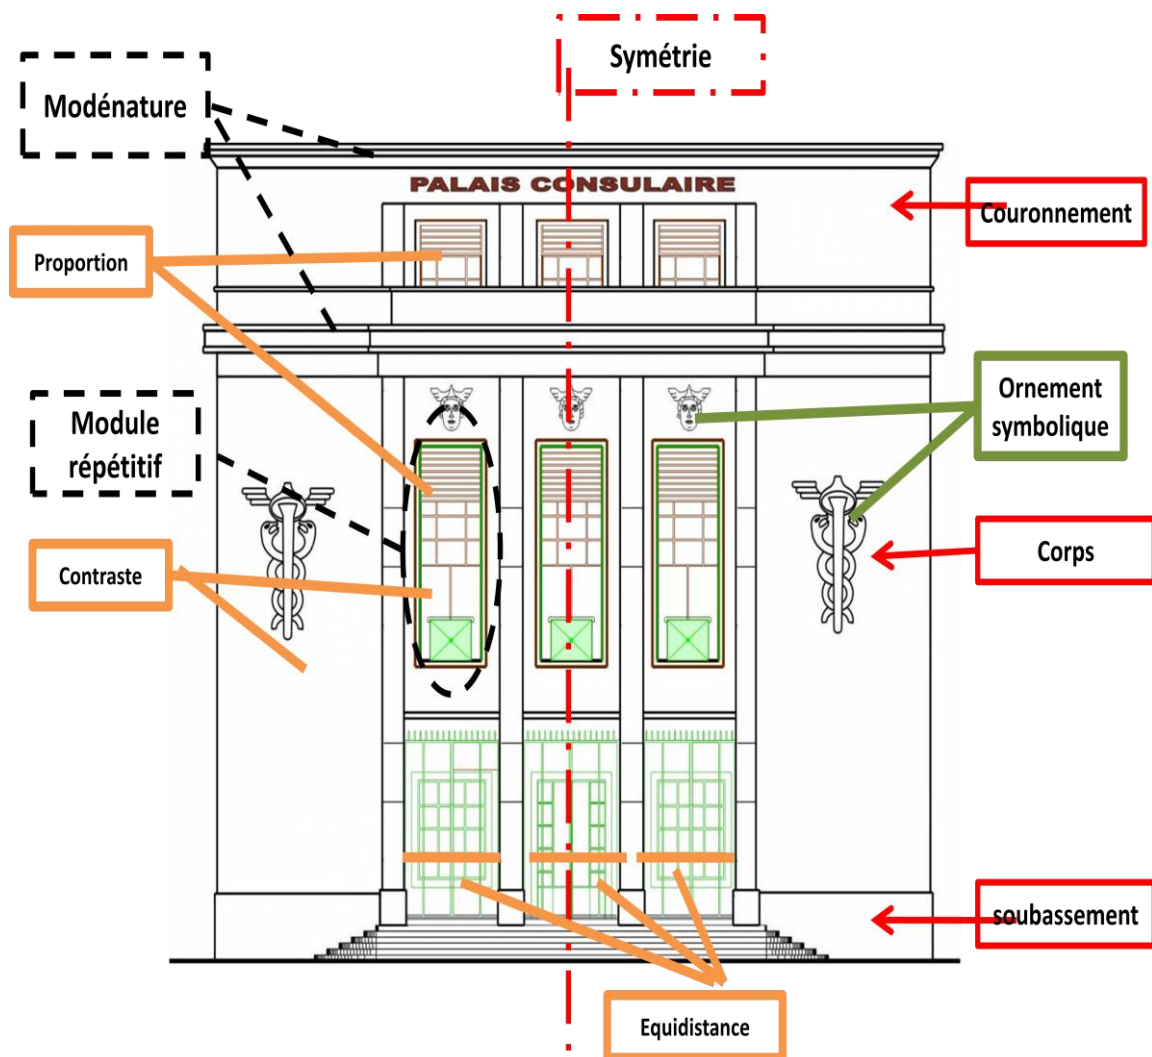 Symétrie
Modénature
PALAIS CONSULAIRE
Couronnement
Proportion
Module
répétitif
Ornement
symbolique
Contraste
Corps
soubassement
Equidistance